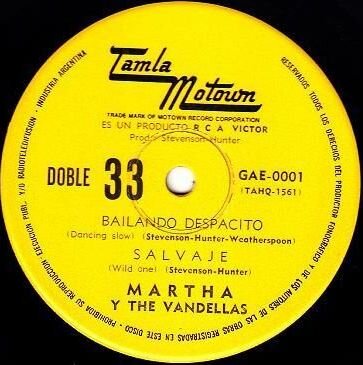 INDUSTRIA ARGENTINA
RESERVADOS TODOS LOS DERECHOS DEL PRODUCTOR FONOGRAFICO Y DE LOS AUTORES DE LAS OBRAS REGISTRADAS EN ESTE DISCO - PROHIBIDA SU REPRODUCCION EJECUCION PUBL. Y/O RADIOTELEDIFUSION
Tamla
Motown
TRADE MARK OF MOTOWN RECORD CORPORATION
ES UN PRODUCTO RCA VICTOR
Prod: Stevenson-Hunter
DOBLE 33
GAE-0001
(TAHQ-1561)
BAILANDO DESPACITO
(Dancing slow) (Stevenson-Hunter-Weatherspoon)
SALVAJE
(Wild one) (Stevenson-Hunter)
MARTHA
Y THE VANDELLAS